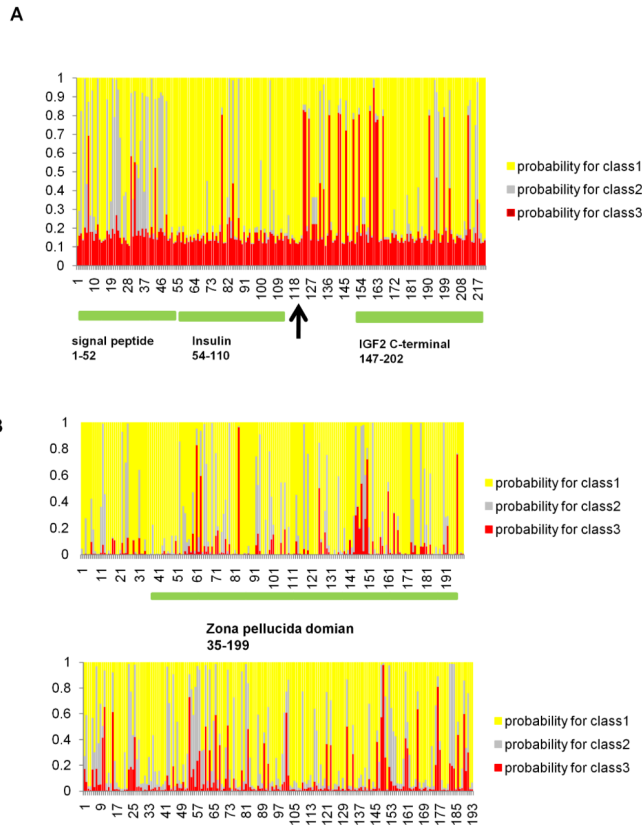 A
1
0.9
0.8
0.7
0.6
0.5
0.4
0.3
0.2
0.1
0
1 10 19 28 37 46 55 64 73 82 91 100 109 118 127 136 145 154 163 172 181 190 199 208 217
probability for class1
probability for class2
probability for class3
signal peptide
1-52
Insulin
54-110
IGF2 C-terminal
147-202
B
1
0.8
0.6
0.4
0.2
0
1 11 21 31 41 51 61 71 81 91 101 111 121 131 141 151 161 171 181 191
probability for class1
probability for class2
probability for class3
Zona pellucida domian
35-199
1
0.8
0.6
0.4
0.2
0
1 9 17 25 33 41 49 57 65 73 81 89 97 105 113 121 129 137 145 153 161 169 177 185 193
probability for class1
probability for class2
probability for class3